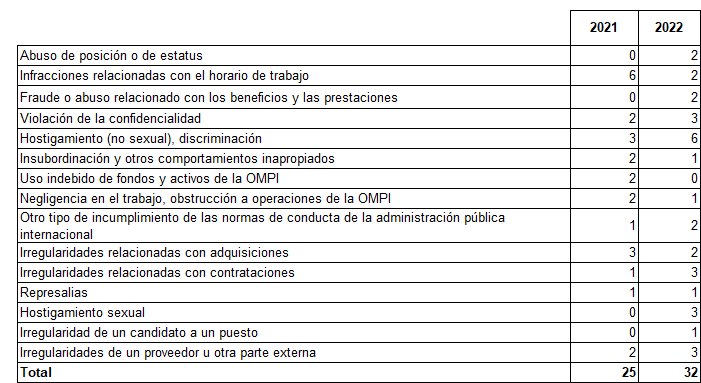 2021 2022
Abuso de posición o de estatus 0 2
Infracciones relacionadas con el horario de trabajo 6 2
Fraude o abuso relacionado con los beneficios y las prestaciones 0 2
Violación de la confidencialidad 2 3
Hostigamiento (no sexual), discriminación 3 6
Insubordinación y otros comportamientos inapropiados 2 1
Uso indebido de fondos y activos de la OMPI 2 0
Negligencia en el trabajo, obstrucción a operaciones de la OMPI 2 1
Otro tipo de incumplimiento de las normas de conducta de la administración pública
internacional 1 2
Irregularidades relacionadas con adquisiciones 3 2
Irregularidades relacionadas con contrataciones 1 3
Represalias 1 1
Hostigamiento sexual 0 3
Irregularidad de un candidato a un puesto 0 1
Irregularidades de un proveedor u otra parte externa 2 3
Total 25 32